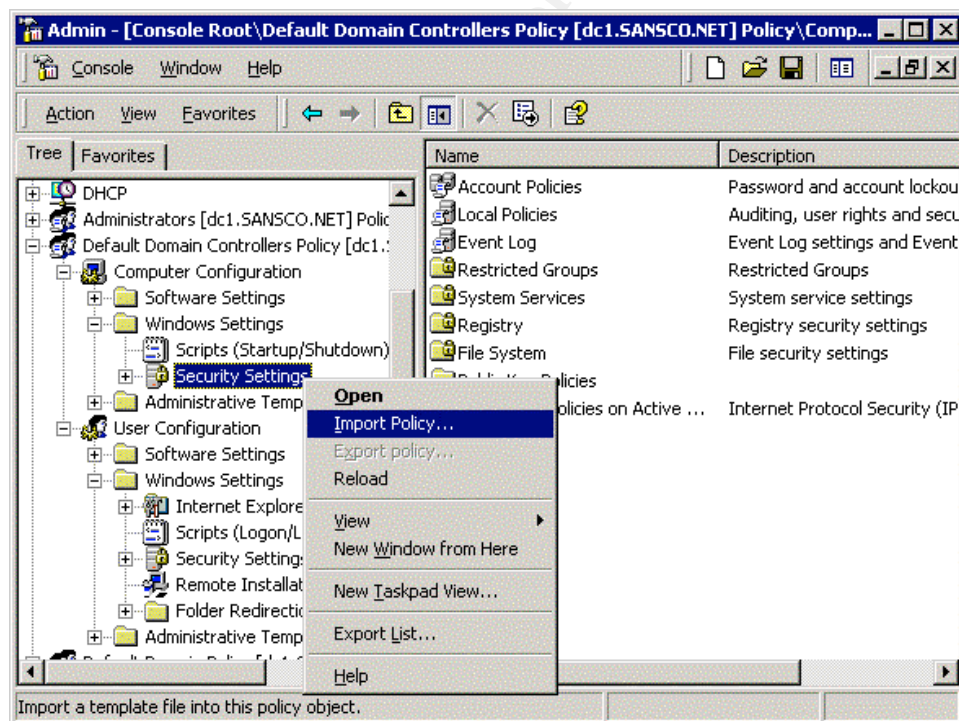 Admin - [Console Root\Default Domain Controllers Policy [dc1.SANSCO.NET] Policy\Comp...
Console Window Help
Action View Favorites
Tree Favorites
Name Description
DHCP
Administrators [dc1.SANSCO.NET] Polic
Default Domain Controllers Policy [dc1.
Computer Configuration
Software Settings
Windows Settings
Scripts (Startup/Shutdown)
Security Settings
Administrative Temp
User Configuration
Software Settings
Windows Settings
Internet Explore
Scripts (Logon/L
Security Setting
Remote Installat
Folder Redirectio
Administrative Temp
Account Policies Password and account lockou
Local Policies Auditing, user rights and secu
Event Log Event Log settings and Event
Restricted Groups Restricted Groups
System Services System service settings
Registry Registry security settings
File System File security settings
Policies
olicies on Active ... Internet Protocol Security (IP
Open
Import Policy...
Export policy...
Reload
View
New Window from Here
New Taskpad View...
Export List...
Help
Import a template file into this policy object.